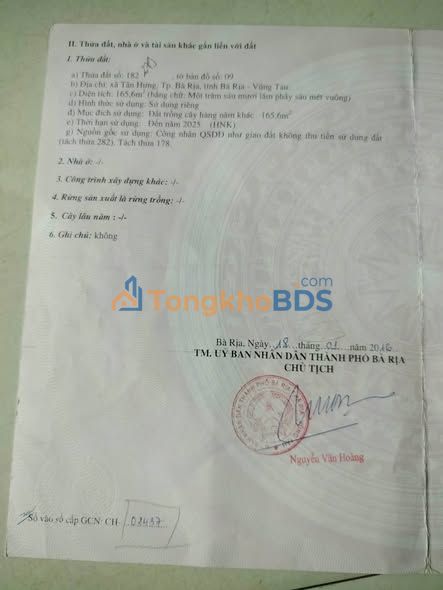 II. Thửa đất, nhà ở và tài sản khác gắn liền với đất
1. Thửa đất:
a) Thửa đất số: 182 , tờ bản đồ số: 09
b) Địa chỉ: xã Tân Hưng, Tp. Bà Rịa, tỉnh Bà Rịa - Vũng Tàu
c) Diện tích: 165,6m² (bằng chữ: Một trăm sáu mươi lăm phẩy sáu mét vuông)
d) Hình thức sử dụng: Sử dụng riêng
đ) Mục đích sử dụng: Đất trồng cây hàng năm khác 165,6m²
e) Thời hạn sử dụng: Đến năm 2025 (HNK)
g) Nguồn gốc sử dụng: Công nhận QSDĐ như giao đất không thu tiền sử dụng đất
(tách thửa 282). Tách thửa 178.
2. Nhà ở: -/-
3. Công trình xây dựng khác: -/-
4. Rừng sản xuất là rừng trồng: -/-
5. Cây lâu năm : -/-
6. Ghi chú: không
TongkhoBDS.com
Bà Rịa, Ngày 18 tháng 01 năm 2016
TM. UỶ BAN NHÂN DÂN THÀNH PHỐ BÀ RỊA
CHỦ TỊCH
Nguyễn Văn Hoàng
Số vào sổ cấp GCN: CH- 08437